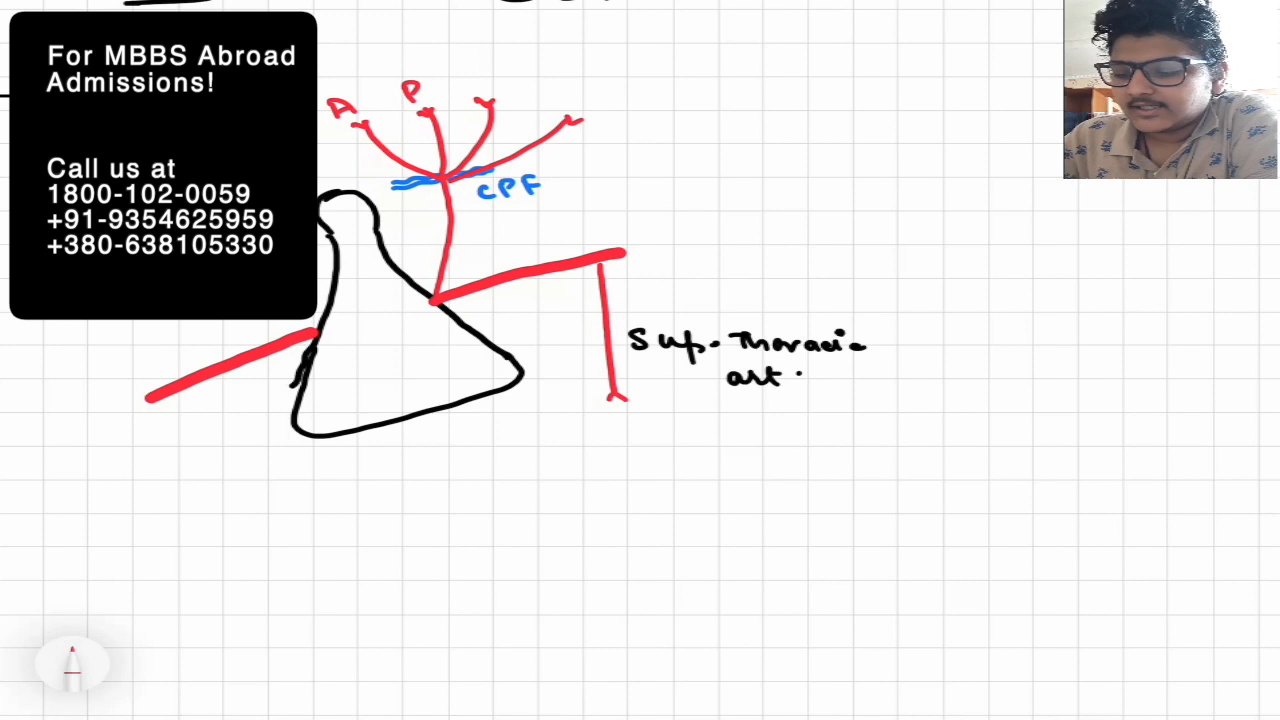 For MBBS Abroad
Admissions!
Call us at
1800-102-0059
+91-9354625959
+380-638105330
A
P
CPF
Sup. Thoracic
art.